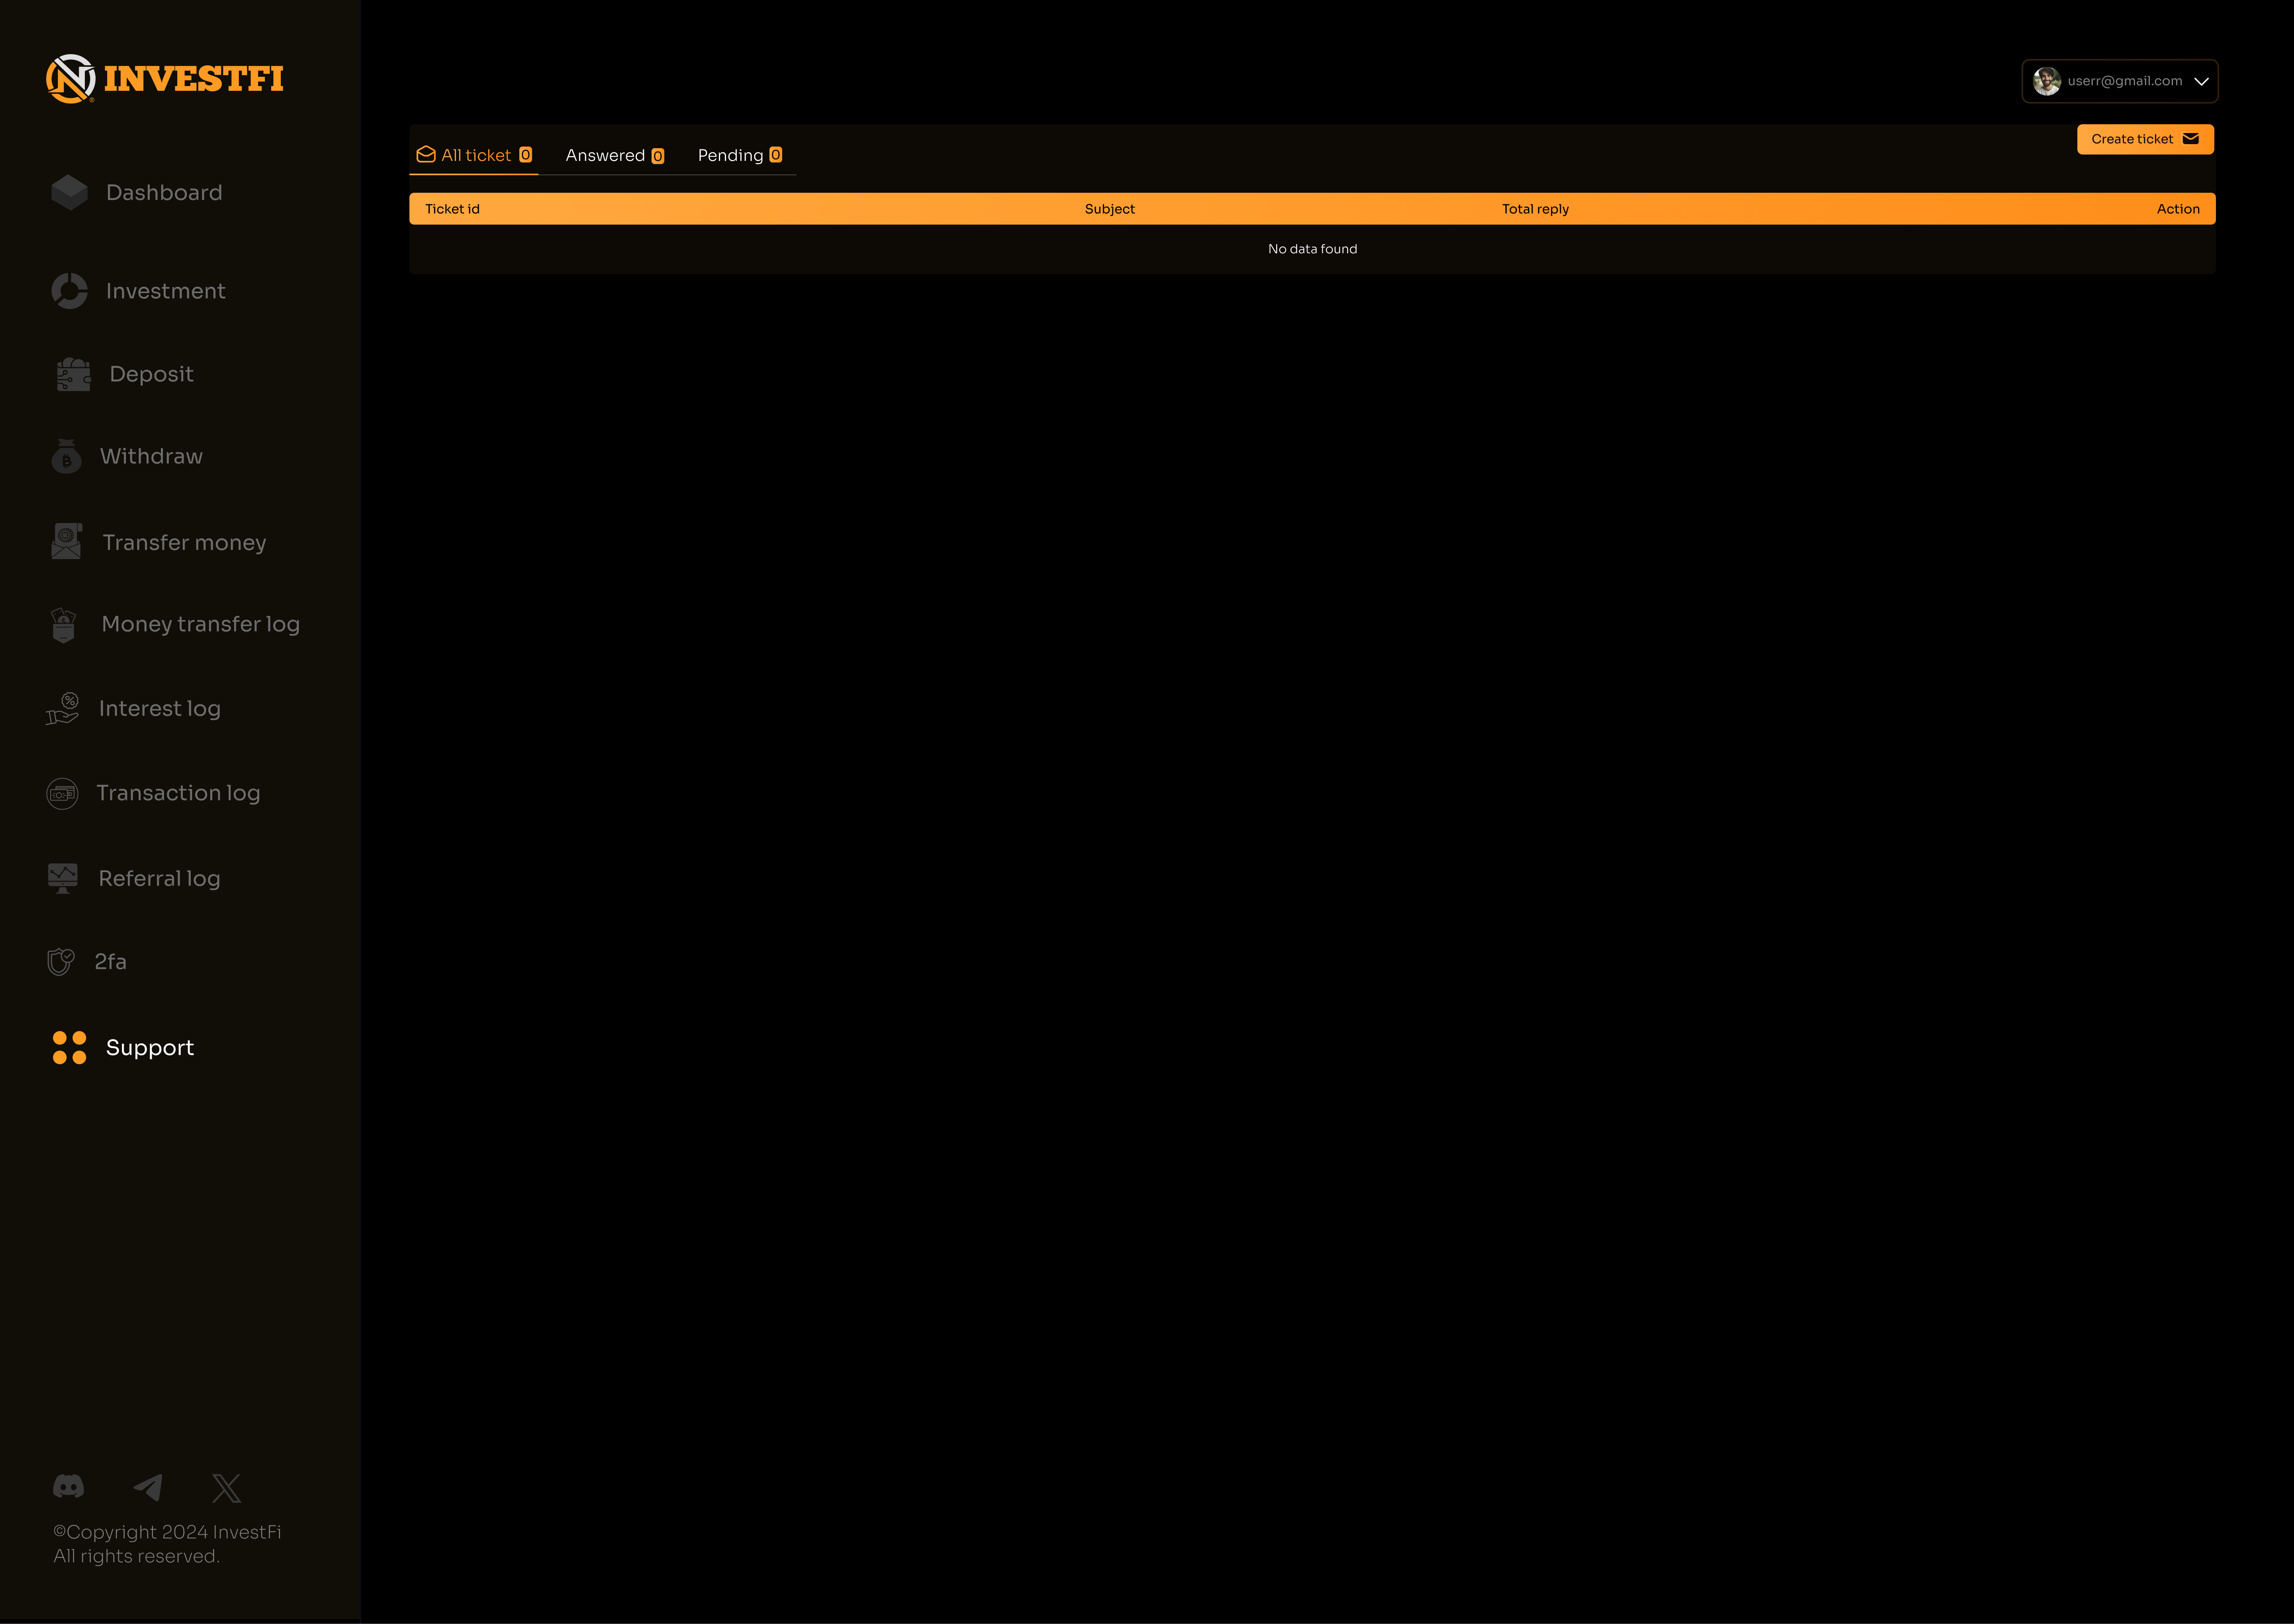 INVESTFI
userr@gmail.com
Create ticket
All ticket 0
Answered 0
Pending 0
Ticket id Subject Total reply Action
No data found
Dashboard
Investment
Deposit
Withdraw
Transfer money
Money transfer log
Interest log
Transaction log
Referral log
2fa
Support
©Copyright 2024 InvestFi
All rights reserved.